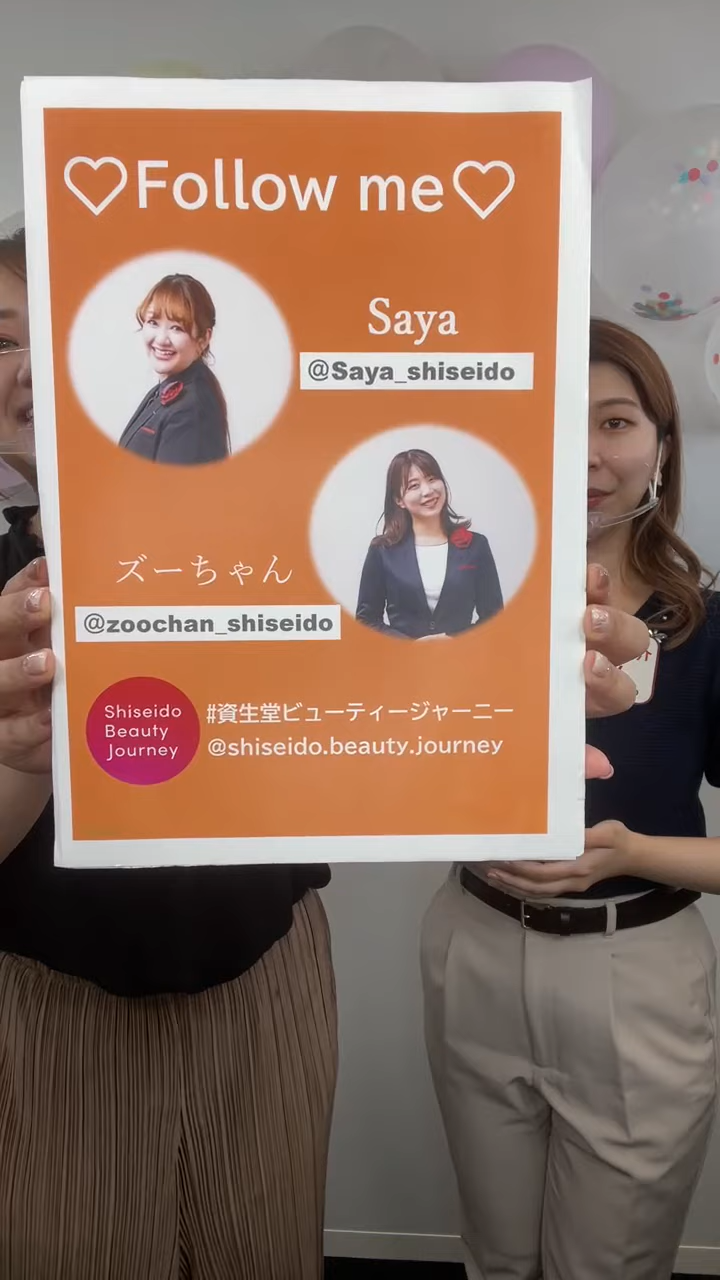 ♡Follow me♡
Saya
@Saya_shiseido
ズーちゃん
@zoochan_shiseido
Shiseido
Beauty
Journey
#資生堂ビューティージャーニー
@shiseido.beauty.journey